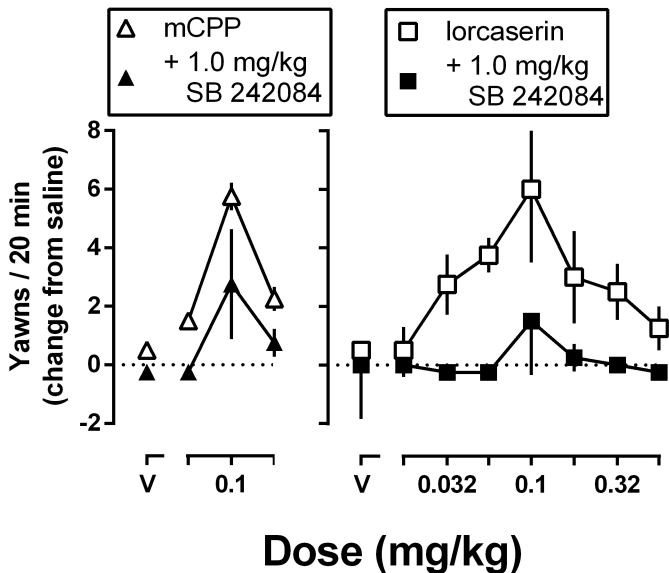 mCPP
+ 1.0 mg/kg
SB 242084
lorcaserin
+ 1.0 mg/kg
SB 242084
Yawns / 20 min
(change from saline)
8
6
4
2
0
-2
V
0.1
V
0.032
0.1
0.32
Dose (mg/kg)